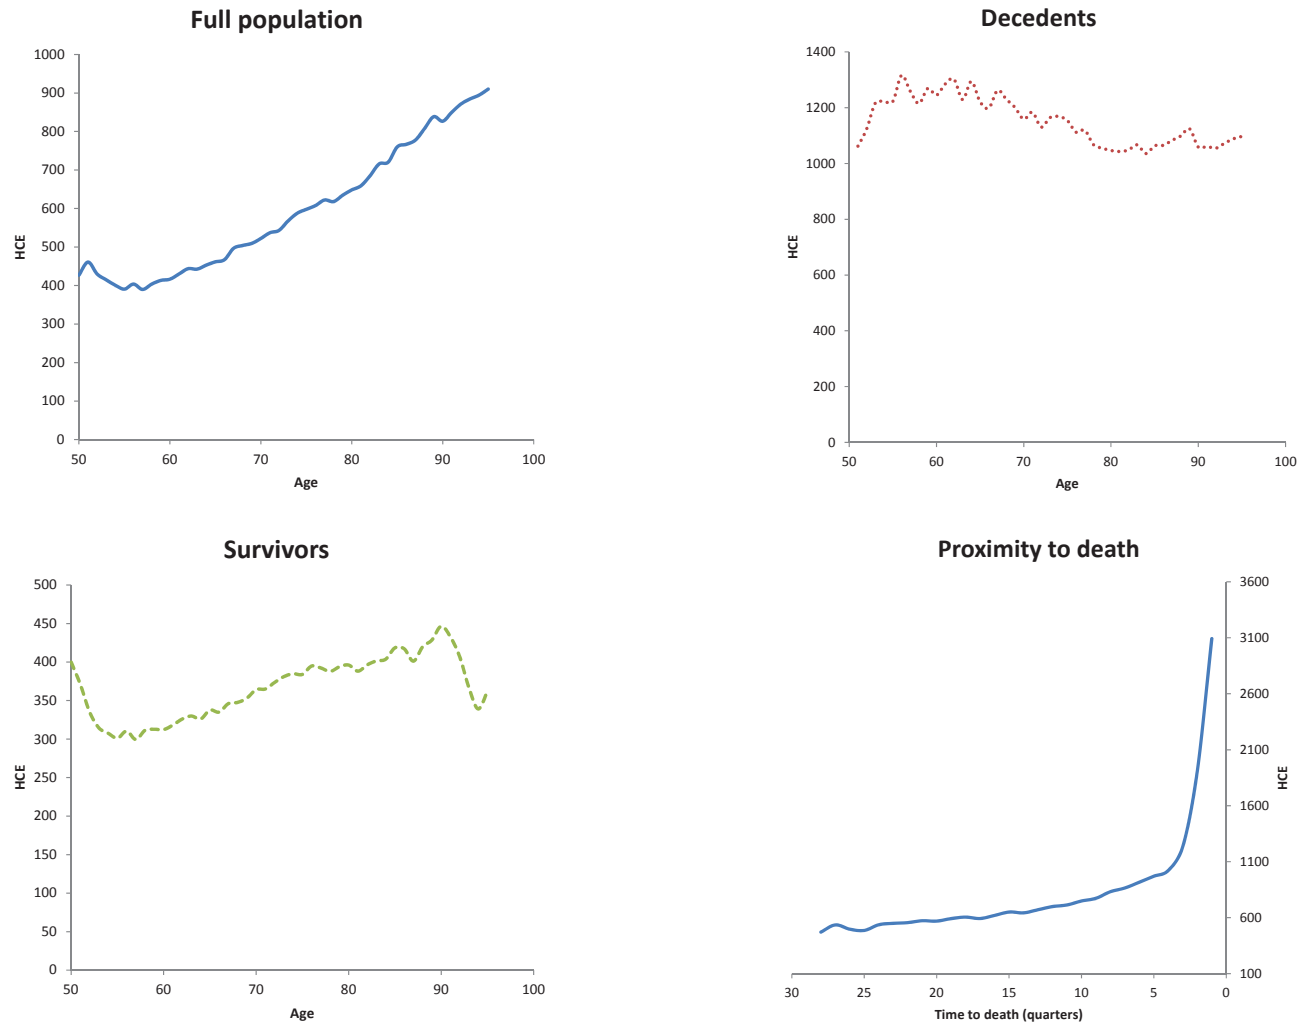 Full population
1000
900
800
700
600
500
400
300
200
100
0
HCE
50 60 70 80 90 100
Age
Decedents
1400
1200
1000
800
600
400
200
0
HCE
50 60 70 80 90 100
Age
Survivors
500
450
400
350
300
250
200
150
100
50
0
HCE
50 60 70 80 90 100
Age
Proximity to death
3600
3100
2600
2100
1600
1100
600
100
HCE
30 25 20 15 10 5 0
Time to death (quarters)